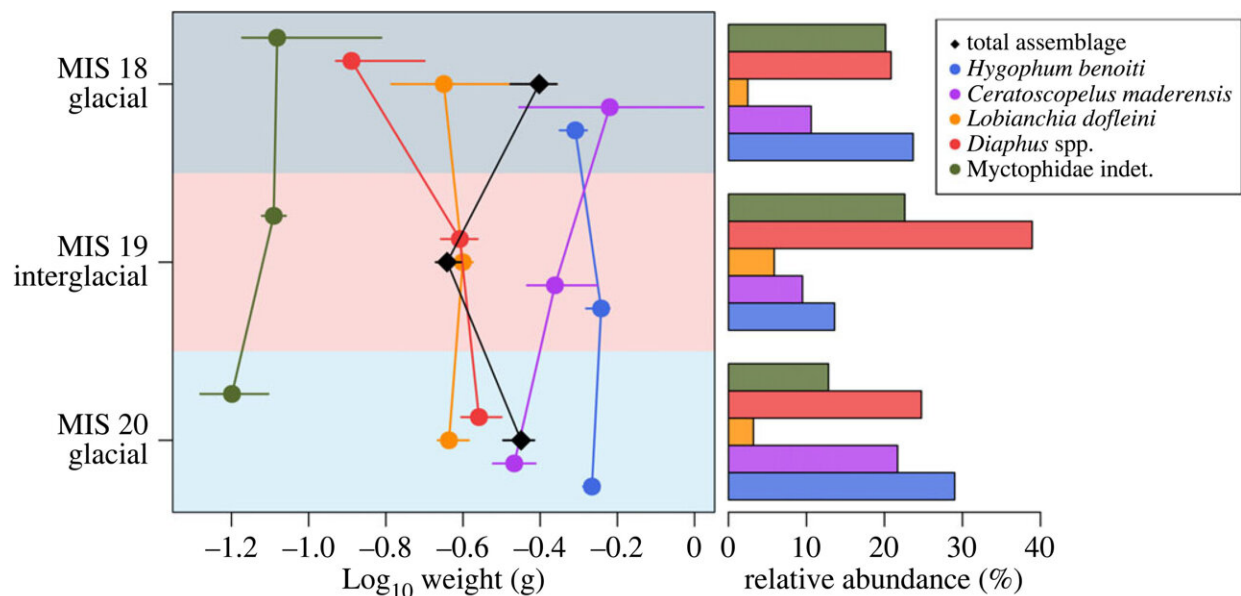 MIS 18
glacial
MIS 19
interglacial
MIS 20
glacial
−1.2 −1.0 −0.8 −0.6 −0.4 −0.2 0
Log₁₀ weight (g)
total assemblage
Hygophum benoiti
Ceratoscopelus maderensis
Lobianchia dofleini
Diaphus spp.
Myctophidae indet.
0 10 20 30 40
relative abundance (%)